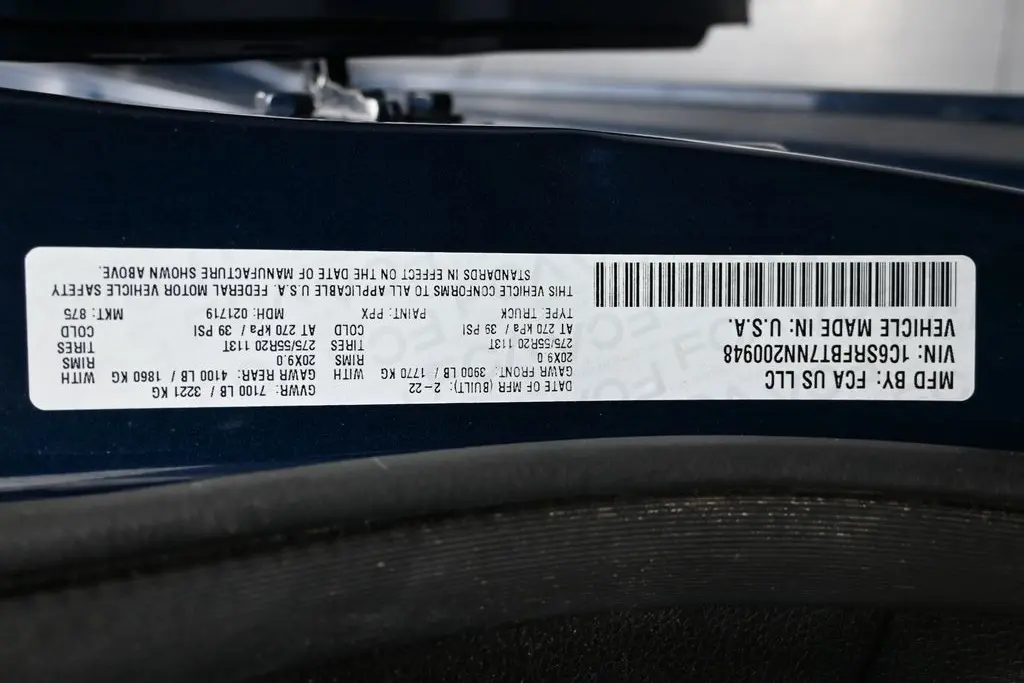 MFD BY: FCA US LLC
VIN: 1C6SRFBT7NN200948
VEHICLE MADE IN: U.S.A.
DATE OF MFR (BUILT): 2-22 GVWR: 7100 LB / 3221 KG
GAWR FRONT: 3900 LB / 1770 KG WITH GAWR REAR: 4100 LB / 1860 KG WITH
20X9.0 RIMS 20X9.0 RIMS
275/55R20 113T TIRES 275/55R20 113T TIRES
AT 270 kPa / 39 PSI COLD AT 270 kPa / 39 PSI COLD
TYPE: TRUCK PAINT: PPX MDH: 021719 MKT: 875
THIS VEHICLE CONFORMS TO ALL APPLICABLE U.S.A. FEDERAL MOTOR VEHICLE SAFETY
STANDARDS IN EFFECT ON THE DATE OF MANUFACTURE SHOWN ABOVE.